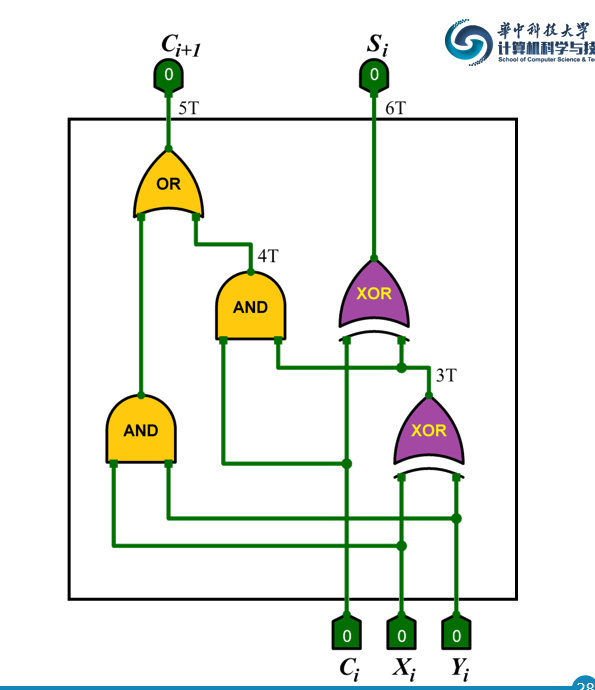 華中科技大學
计算机科学与技
School of Computer Science & Te
C_{i+1} S_i
0 0
5T 6T
OR
4T
AND XOR
3T
AND XOR
0 0 0
C_i X_i Y_i
28